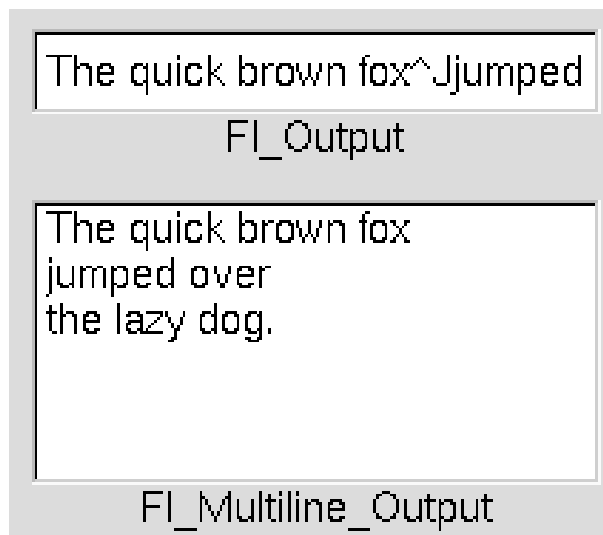 The quick brown fox^Jjumped
Fl_Output
The quick brown fox
jumped over
the lazy dog.
Fl_Multiline_Output